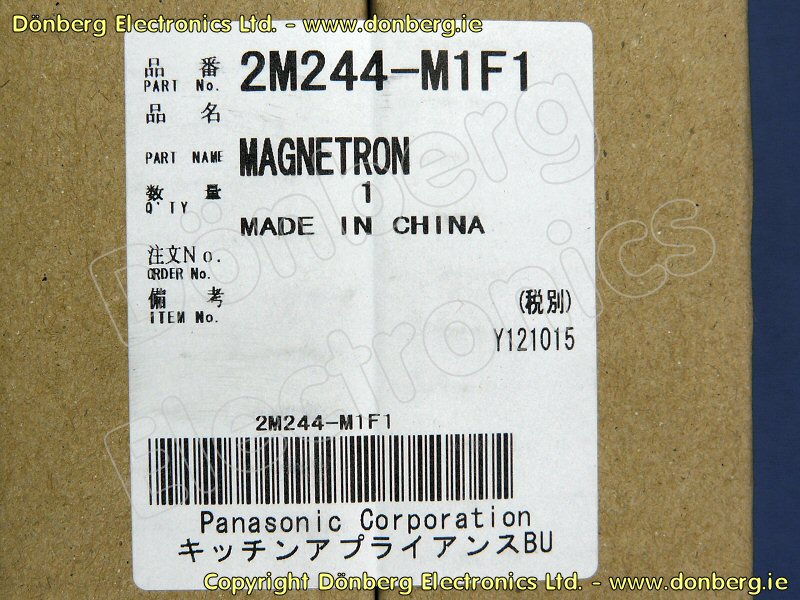 Dönberg Electronics Ltd. - www.donberg.ie
品 番 2M244-M1F1
PART No.
品 名
PART NAME MAGNETRON
数 量 1
Q'TY
MADE IN CHINA
注文No.
ORDER No.
備 考 (税別)
ITEM No.
Y121015
2M244-M1F1
Panasonic Corporation
キッチンアプライアンスBU
Dönberg
Electronics
Copyright Dönberg Electronics Ltd. - www.donberg.ie